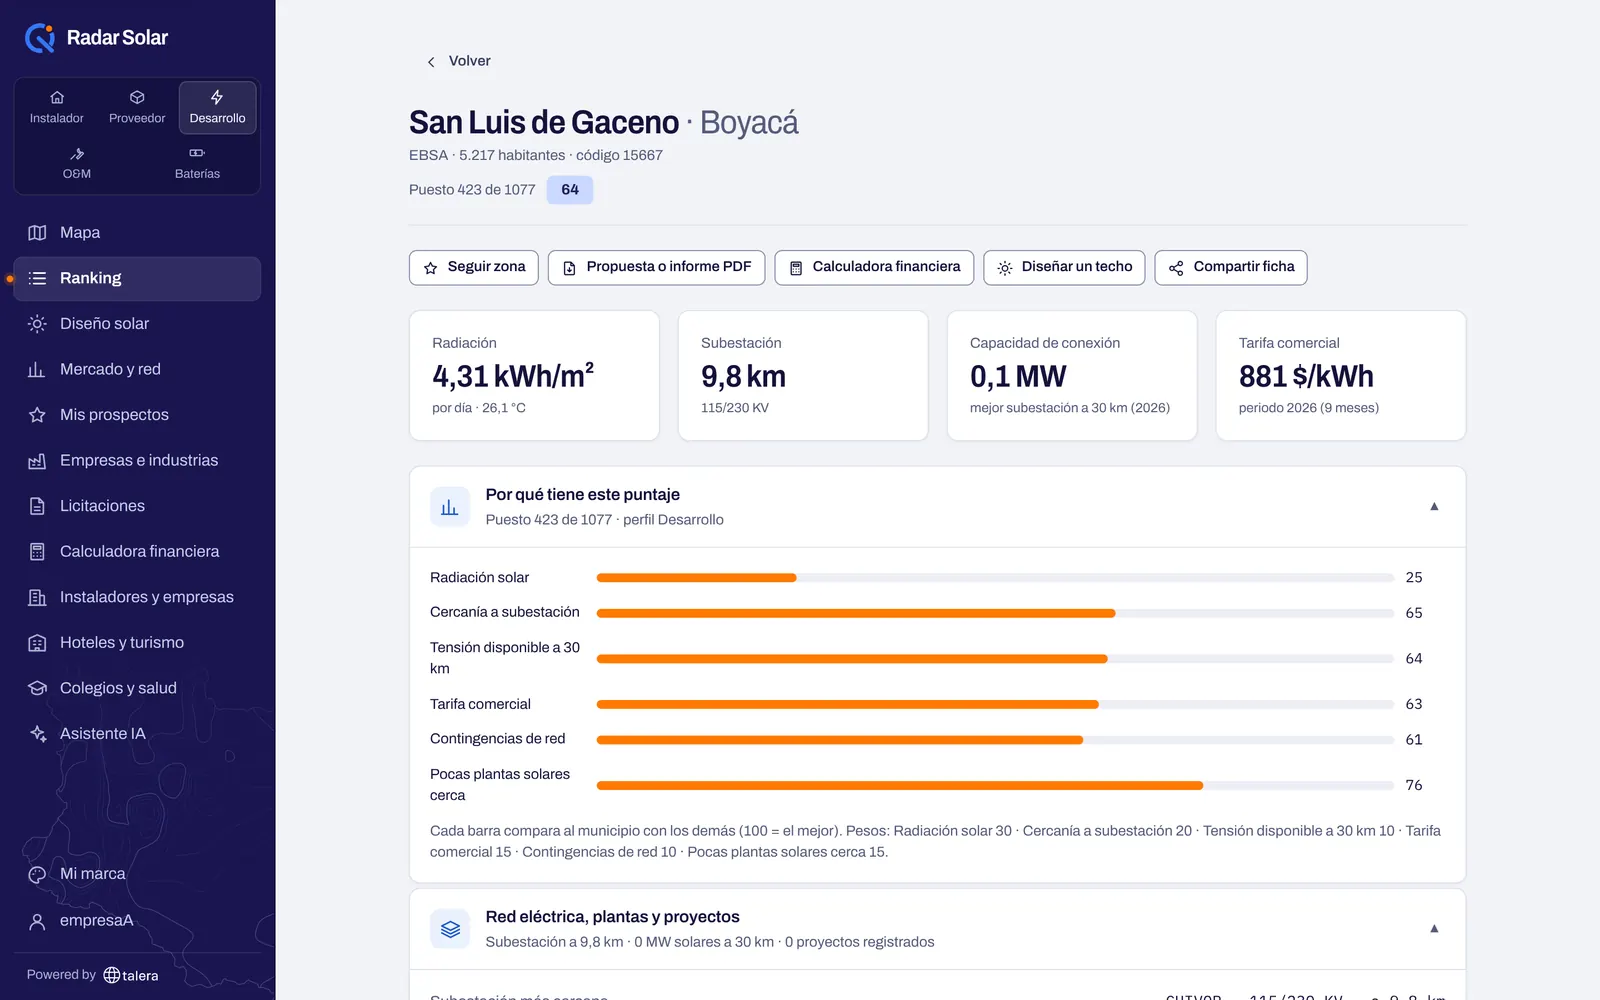 Radar Solar
Instalador
Proveedor
Desarrollo
O&M
Baterías
Mapa
Ranking
Diseño solar
Mercado y red
Mis prospectos
Empresas e industrias
Licitaciones
Calculadora financiera
Instaladores y empresas
Hoteles y turismo
Colegios y salud
Asistente IA
Mi marca
empresaA
Powered by talera
Volver
San Luis de Gaceno · Boyacá
EBSA · 5.217 habitantes · código 15667
Puesto 423 de 1077 64
Seguir zona
Propuesta o informe PDF
Calculadora financiera
Diseñar un techo
Compartir ficha
Radiación
4,31 kWh/m²
por día · 26,1 °C
Subestación
9,8 km
115/230 KV
Capacidad de conexión
0,1 MW
mejor subestación a 30 km (2026)
Tarifa comercial
881 $/kWh
periodo 2026 (9 meses)
Por qué tiene este puntaje
Puesto 423 de 1077 · perfil Desarrollo
Radiación solar 25
Cercanía a subestación 65
Tensión disponible a 30
km 64
Tarifa comercial 63
Contingencias de red 61
Pocas plantas solares
cerca 76
Cada barra compara al municipio con los demás (100 = el mejor). Pesos: Radiación solar 30 · Cercanía a subestación 20 · Tensión disponible a 30 km 10 · Tarifa
comercial 15 · Contingencias de red 10 · Pocas plantas solares cerca 15.
Red eléctrica, plantas y proyectos
Subestación a 9,8 km · 0 MW solares a 30 km · 0 proyectos registrados